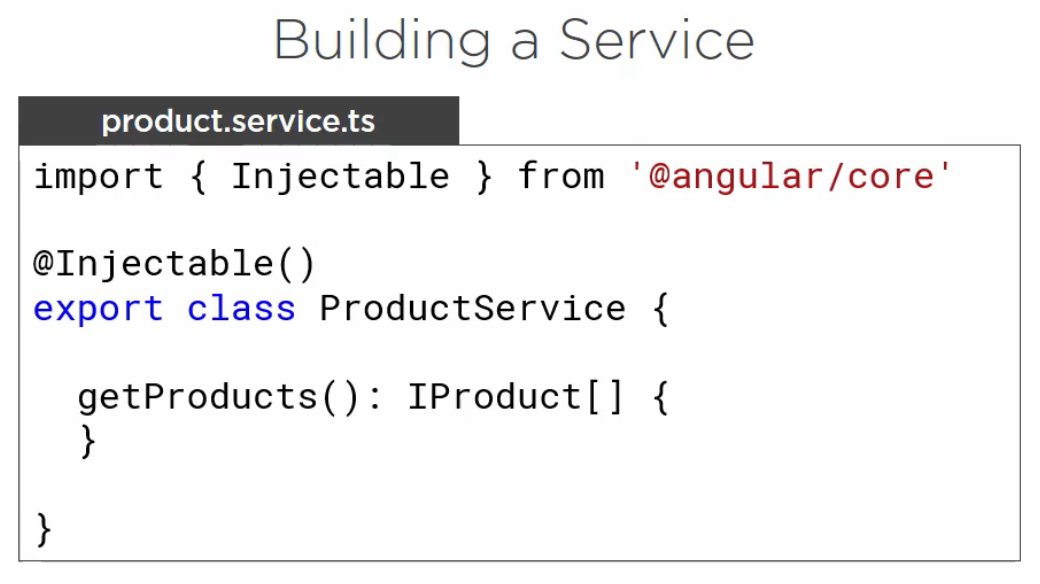 Building a Service
product.service.ts
import { Injectable } from '@angular/core'
@Injectable()
export class ProductService {
getProducts(): IProduct[] {
}
}